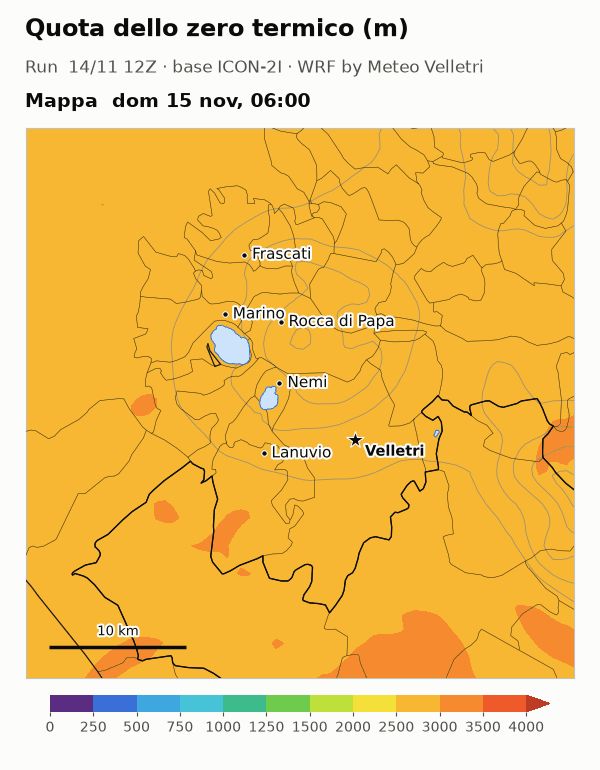 Quota dello zero termico (m)
Run  14/11 12Z · base ICON-2I · WRF by Meteo Velletri
Mappa  dom 15 nov, 06:00
Frascati
Marino
Rocca di Papa
Nemi
Velletri
Lanuvio
10 km
0 250 500 750 1000 1250 1500 2000 2500 3000 3500 4000